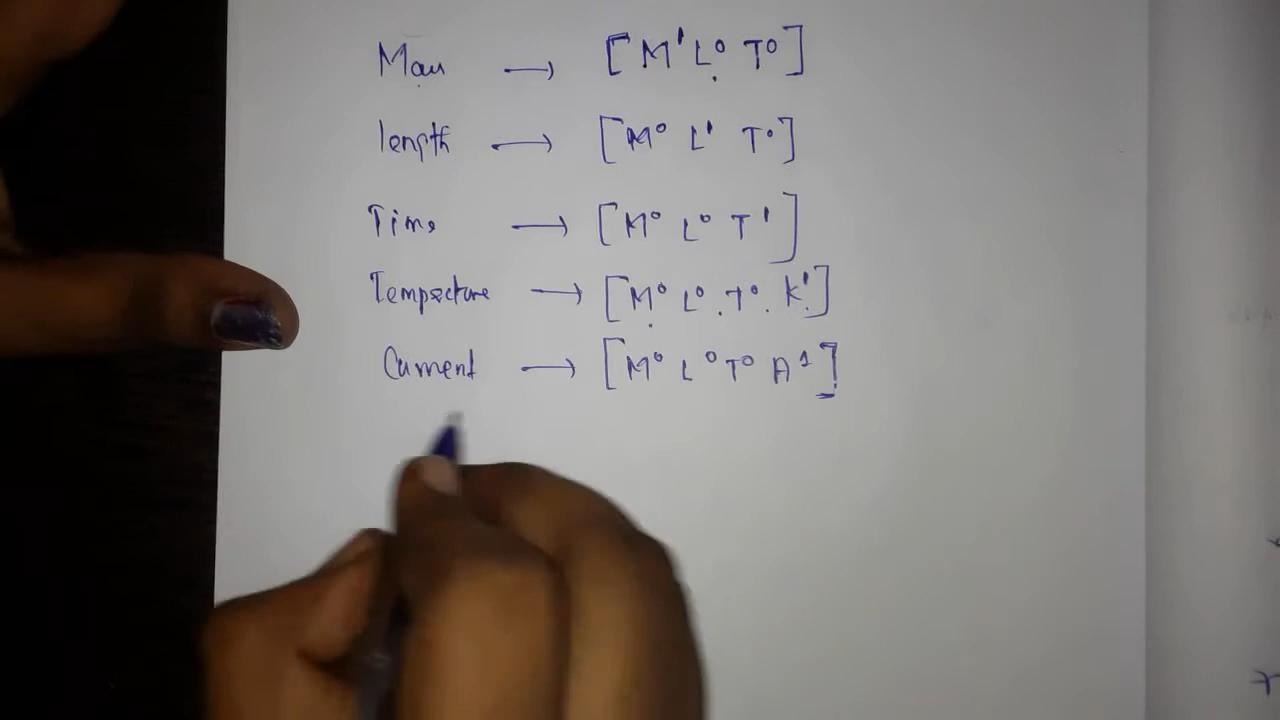 Mass → [M¹ L⁰ T⁰]
length → [M⁰ L¹ T⁰]
Time → [M⁰ L⁰ T¹]
Temperature → [M⁰ L⁰ T⁰ K¹]
Current → [M⁰ L⁰ T⁰ A¹]